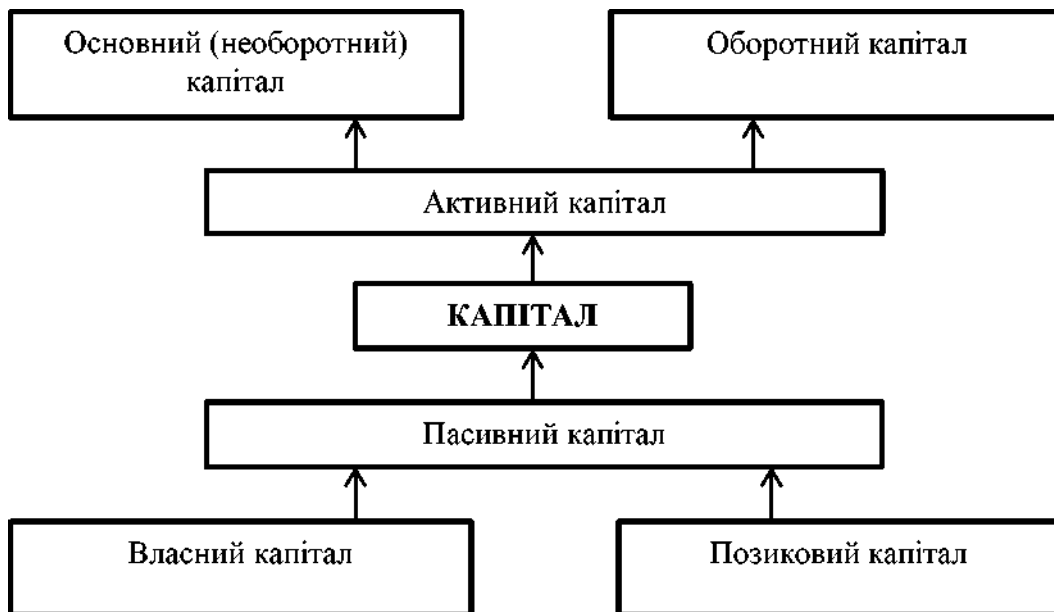 Основний (необоротний)
капітал
Оборотний капітал
Активний капітал
КАПІТАЛ
Пасивний капітал
Власний капітал
Позиковий капітал